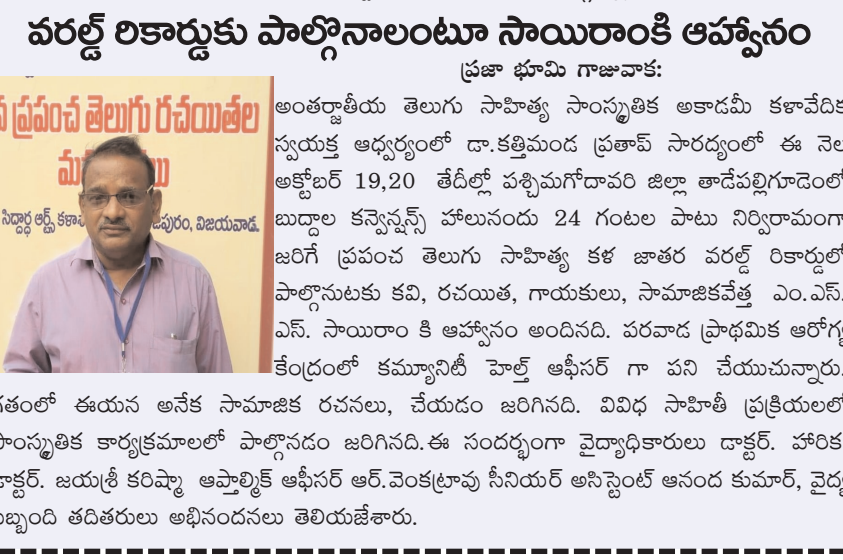 వరల్డ్ రికార్డుకు పాల్గొనాలంటూ సాయిరాంకి ఆహ్వానం
ప్రజా భూమి గాజువాక:
ప్రపంచ తెలుగు రచయితల
సిద్ధార్థ ఆర్ట్స్ విజయవాడ.
అంతర్జాతీయ తెలుగు సాహిత్య సాంస్కృతిక అకాడమీ కళావేదిక
స్వయక్త ఆధ్వర్యంలో డా.కత్తిమండ ప్రతాప్ సారద్యంలో ఈ నెల
అక్టోబర్ 19,20 తేదీల్లో పశ్చిమగోదావరి జిల్లా తాడేపల్లిగూడెంలో
బుద్దాల కన్వెన్షన్స్ హాలునందు 24 గంటల పాటు నిర్విరామంగా
జరిగే ప్రపంచ తెలుగు సాహిత్య కళ జాతర వరల్డ్ రికార్డులో
పాల్గొనుటకు కవి, రచయిత, గాయకులు, సామాజికవేత్త ఎం.ఎస్.
ఎస్. సాయిరాం కి ఆహ్వానం అందినది. పరవాడ ప్రాథమిక ఆరోగ్య
కేంద్రంలో కమ్యూనిటీ హెల్త్ ఆఫీసర్ గా పని చేయుచున్నారు.
గతంలో ఈయన అనేక సామాజిక రచనలు, చేయడం జరిగినది. వివిధ సాహితీ ప్రక్రియలలో
సాంస్కృతిక కార్యక్రమాలలో పాల్గొనడం జరిగినది.ఈ సందర్భంగా వైద్యాధికారులు డాక్టర్. హారిక
డాక్టర్. జయశ్రీ కరిష్మా ఆప్తాల్మిక్ ఆఫీసర్ ఆర్.వెంకట్రావు సీనియర్ అసిస్టెంట్ ఆనంద కుమార్, వైద్య
సిబ్బంది తదితరులు అభినందనలు తెలియజేశారు.